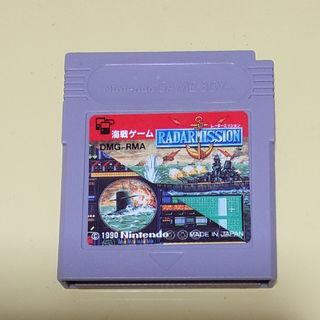 Nintendo GAME BOY
海戦ゲーム
レーダーミッション
RADARMISSION
DMG-RMA
© 1990 Nintendo
MADE IN JAPAN